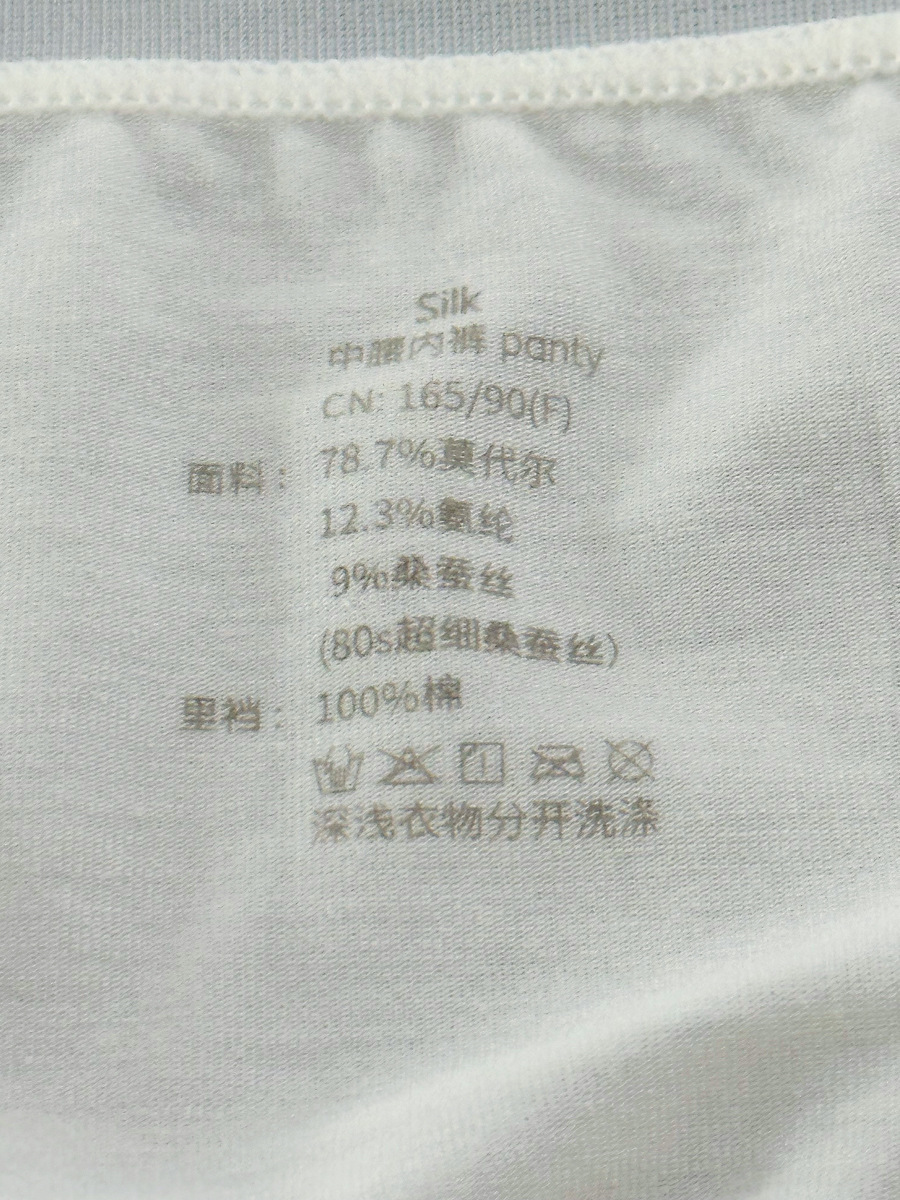 Silk
中腰内裤 panty
CN: 165/90(F)
面料： 78.7%莫代尔
12.3%氨纶
9%桑蚕丝
(80s超细桑蚕丝)
里裆： 100%棉
深浅衣物分开洗涤